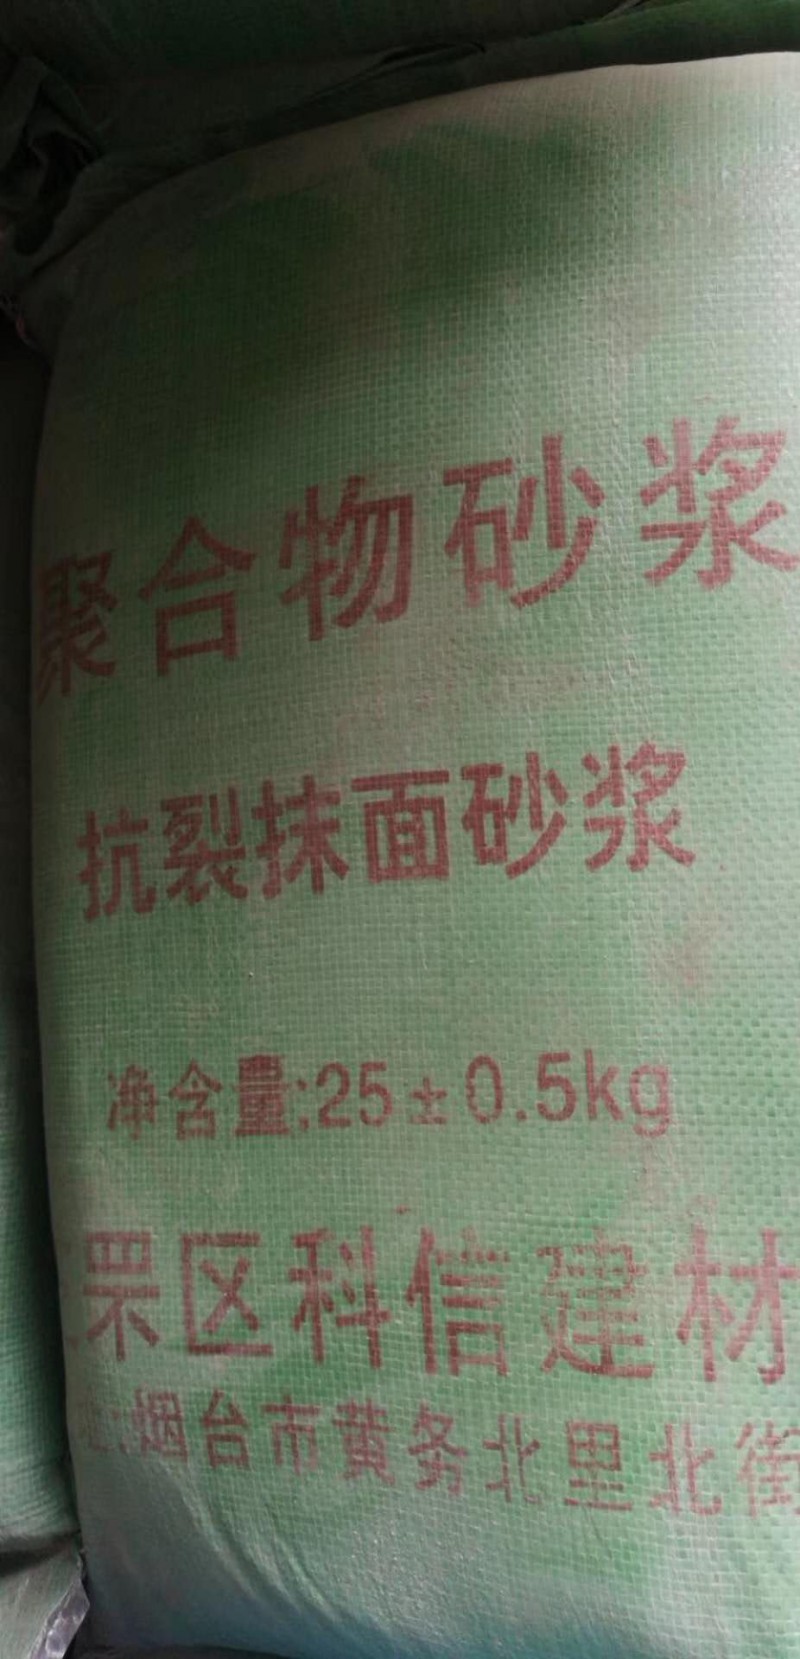 聚合物砂浆
抗裂抹面砂浆
净含量:25±0.5kg
罘区科信建材
:烟台市黄务北里北街